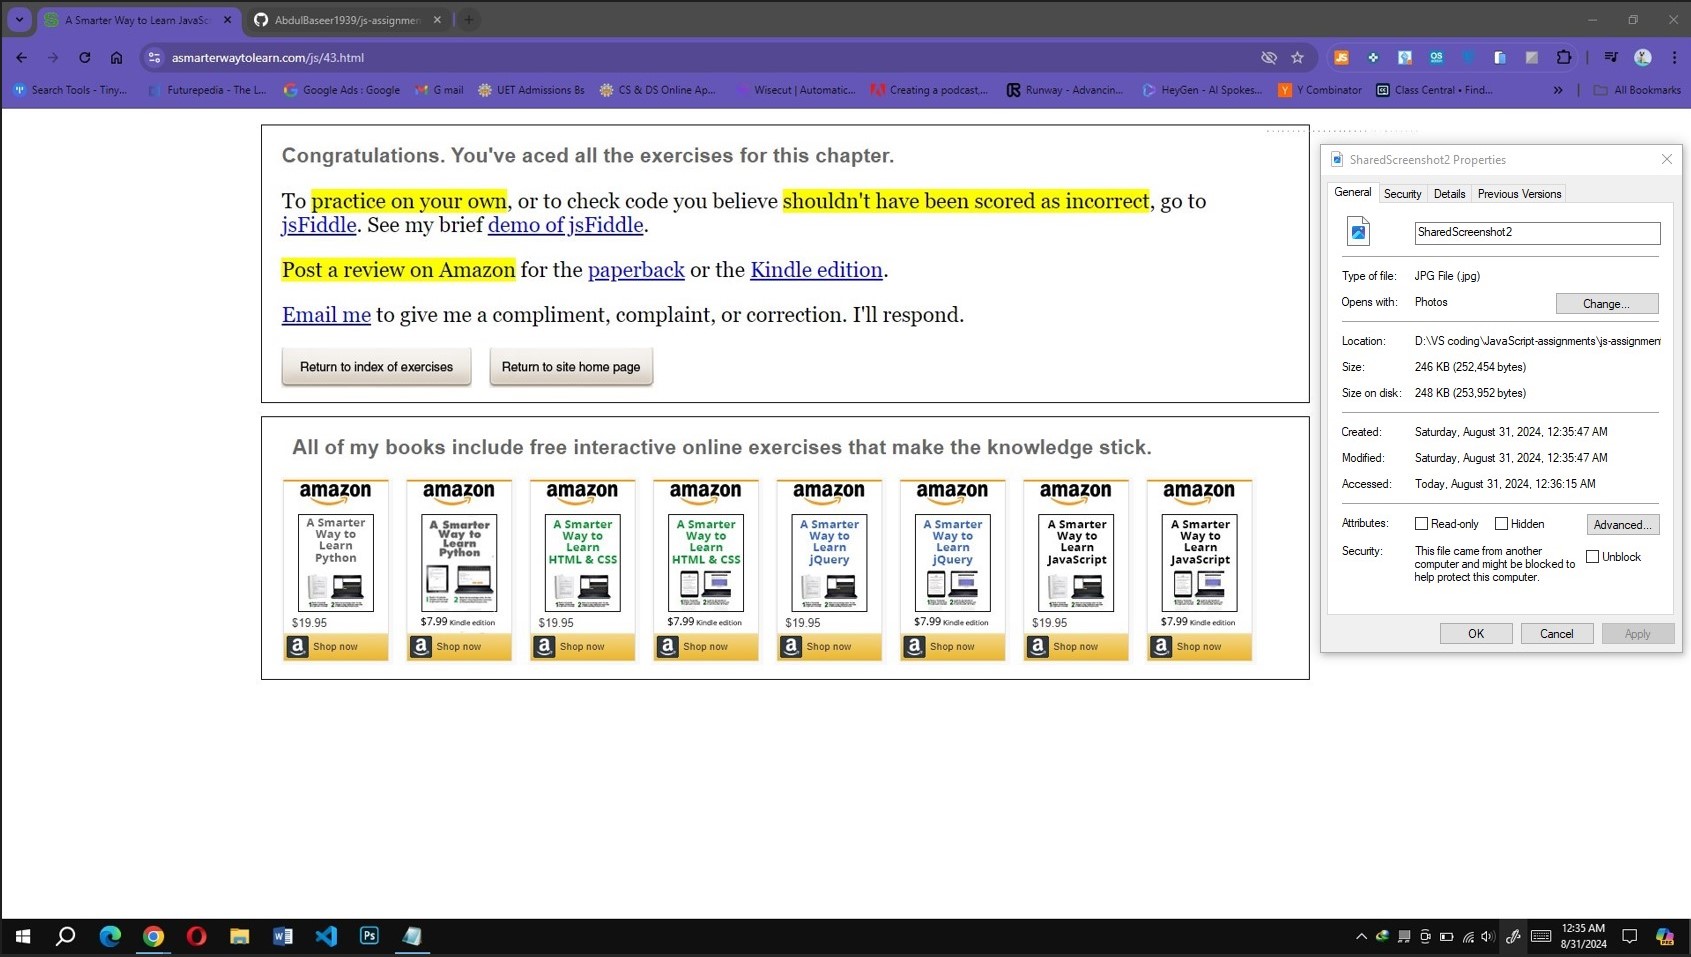 A Smarter Way to Learn JavaSc
AbdulBaseer1939/js-assignmen
asmarterwaytolearn.com/js/43.html
Search Tools - Tiny...
Futurepedia - The L...
Google Ads : Google
G mail
UET Admissions Bs
CS & DS Online Ap...
Wisecut | Automatic...
Creating a podcast,...
Runway - Advancin...
HeyGen - AI Spokes...
Y Combinator
Class Central • Find...
All Bookmarks
Congratulations. You've aced all the exercises for this chapter.
To practice on your own, or to check code you believe shouldn't have been scored as incorrect, go to
jsFiddle. See my brief demo of jsFiddle.
Post a review on Amazon for the paperback or the Kindle edition.
Email me to give me a compliment, complaint, or correction. I'll respond.
Return to index of exercises
Return to site home page
All of my books include free interactive online exercises that make the knowledge stick.
amazon
A Smarter
Way to
Learn
Python
$19.95
Shop now
amazon
A Smarter
Way to
Learn
Python
$7.99 Kindle edition
Shop now
amazon
A Smarter
Way to
Learn
HTML & CSS
$19.95
Shop now
amazon
A Smarter
Way to
Learn
HTML & CSS
$7.99 Kindle edition
Shop now
amazon
A Smarter
Way to
Learn
jQuery
$19.95
Shop now
amazon
A Smarter
Way to
Learn
jQuery
$7.99 Kindle edition
Shop now
amazon
A Smarter
Way to
Learn
JavaScript
$19.95
Shop now
amazon
A Smarter
Way to
Learn
JavaScript
$7.99 Kindle edition
Shop now
SharedScreenshot2 Properties
General
Security
Details
Previous Versions
SharedScreenshot2
Type of file: JPG File (.jpg)
Opens with: Photos
Change...
Location: D:\VS coding\JavaScript-assignments\js-assignment
Size: 246 KB (252,454 bytes)
Size on disk: 248 KB (253,952 bytes)
Created: Saturday, August 31, 2024, 12:35:47 AM
Modified: Saturday, August 31, 2024, 12:35:47 AM
Accessed: Today, August 31, 2024, 12:36:15 AM
Attributes: Read-only Hidden
Advanced...
Security: This file came from another
computer and might be blocked to
help protect this computer.
Unblock
OK
Cancel
Apply
12:35 AM
8/31/2024